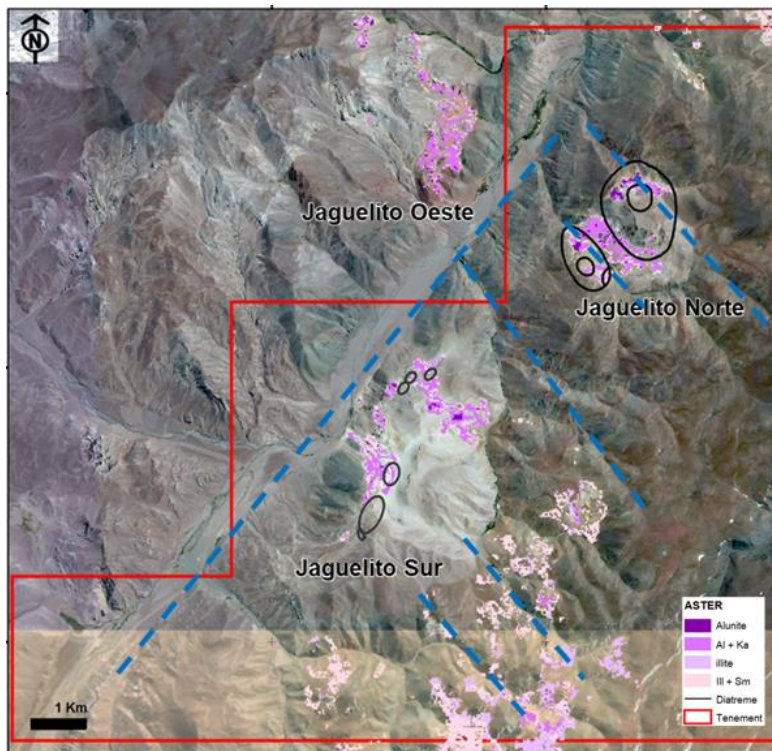 N
Jaguelito Oeste
Jaguelito Norte
Jaguelito Sur
ASTER
Alunite
Al + Ka
illite
Ill + Sm
Diatreme
Tenement
1 Km